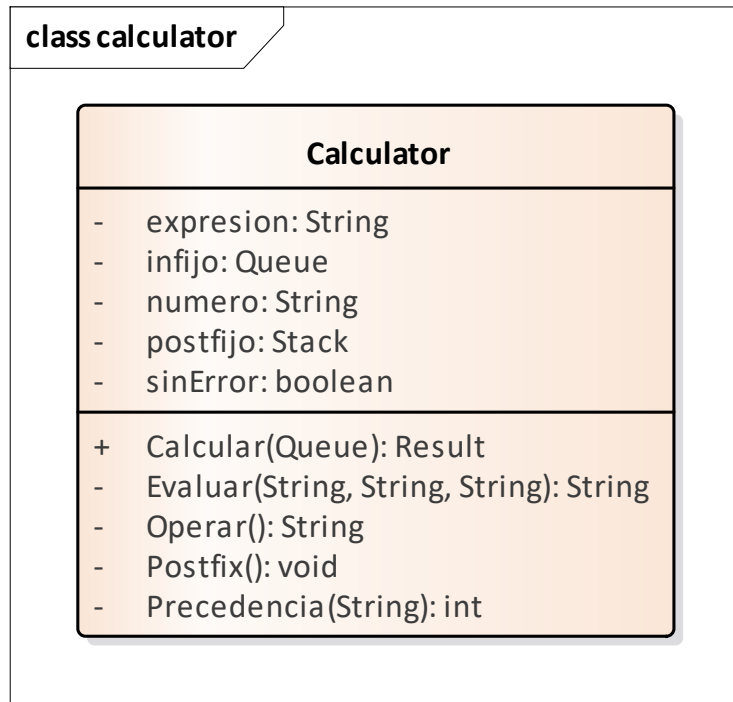 class calculator
Calculator
- expresion: String
- infijo: Queue
- numero: String
- postfijo: Stack
- sinError: boolean
+ Calcular(Queue): Result
- Evaluar(String, String, String): String
- Operar(): String
- Postfix(): void
- Precedencia(String): int